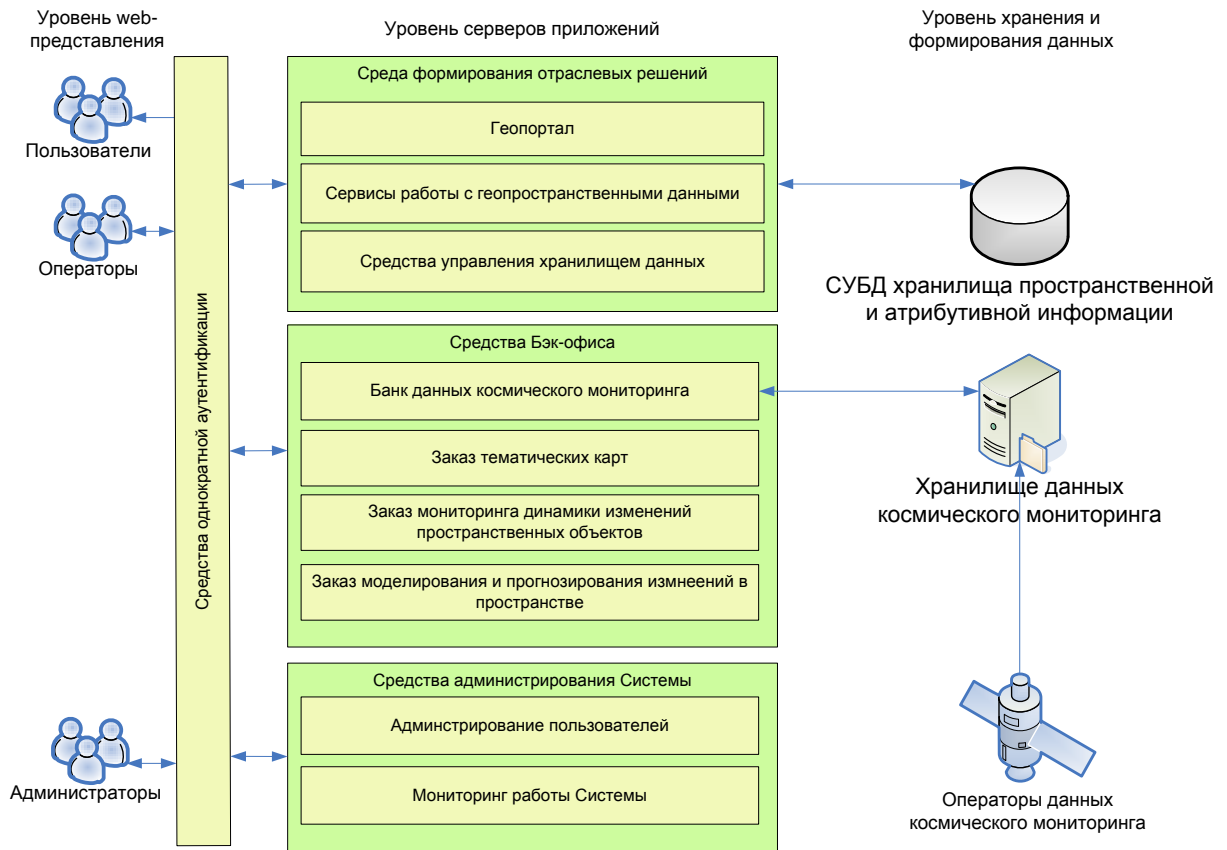 Уровень web-
представления
Уровень серверов приложений
Уровень хранения и
формирования данных
Пользователи
Операторы
Администраторы
Средства однократной аутентификации
Среда формирования отраслевых решений
Геопортал
Сервисы работы с геопространственными данными
Средства управления хранилищем данных
Средства Бэк-офиса
Банк данных космического мониторинга
Заказ тематических карт
Заказ мониторинга динамики изменений
пространственных объектов
Заказ моделирования и прогнозирования измнеений в
пространстве
Средства администрирования Системы
Админстрирование пользователей
Мониторинг работы Системы
СУБД хранилища пространственной
и атрибутивной информации
Хранилище данных
космического мониторинга
Операторы данных
космического мониторинга